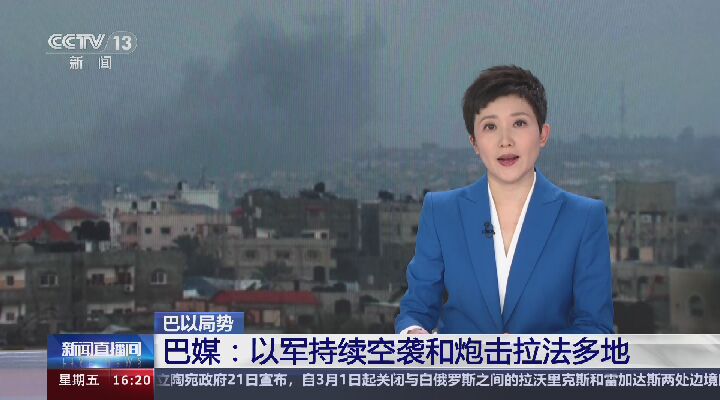 CCTV 13
新闻
巴以局势
新闻直播间
巴媒：以军持续空袭和炮击拉法多地
星期五 16:20 立陶宛政府21日宣布，自3月1日起关闭与白俄罗斯之间的拉沃里克斯和雷加达斯两处边境